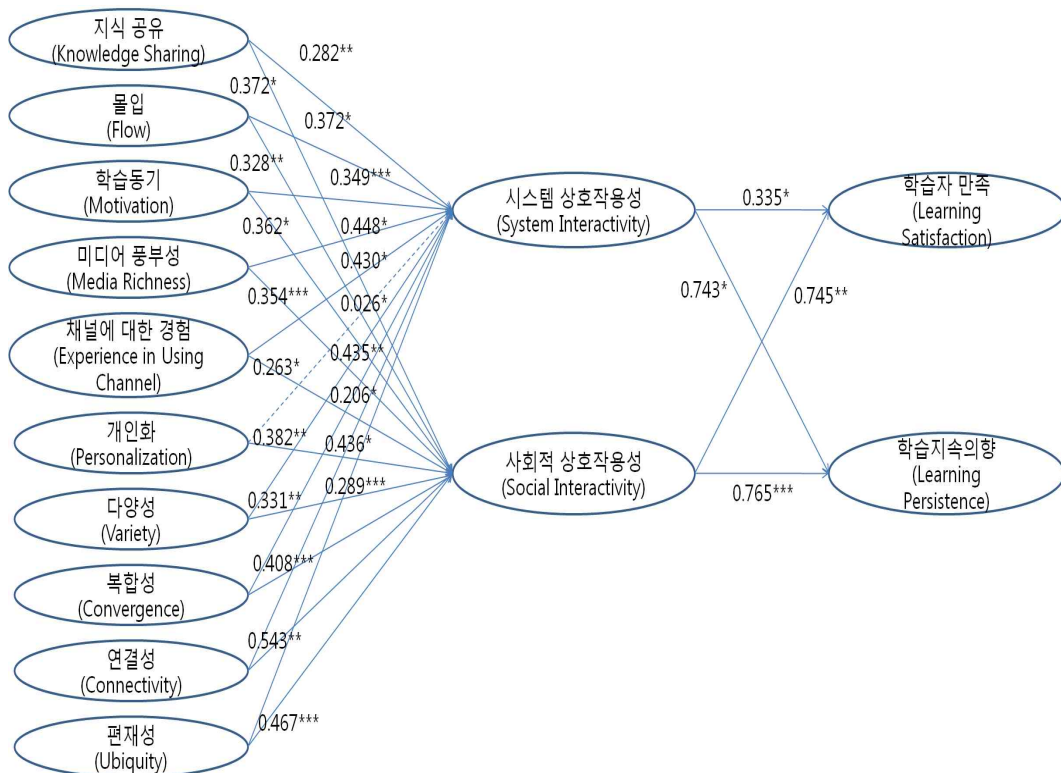 지식 공유
(Knowledge Sharing)
몰입
(Flow)
학습동기
(Motivation)
미디어 풍부성
(Media Richness)
채널에 대한 경험
(Experience in Using
Channel)
개인화
(Personalization)
다양성
(Variety)
복합성
(Convergence)
연결성
(Connectivity)
편재성
(Ubiquity)
0.282**
0.372*
0.372*
0.328**
0.349***
0.362*
0.448*
0.430*
0.354***
0.026*
0.435**
0.263*
0.206*
0.382**
0.436*
0.289***
0.331**
0.408***
0.543**
0.467***
시스템 상호작용성
(System Interactivity)
사회적 상호작용성
(Social Interactivity)
0.335*
0.743*
0.745**
0.765***
학습자 만족
(Learning
Satisfaction)
학습지속의향
(Learning
Persistence)